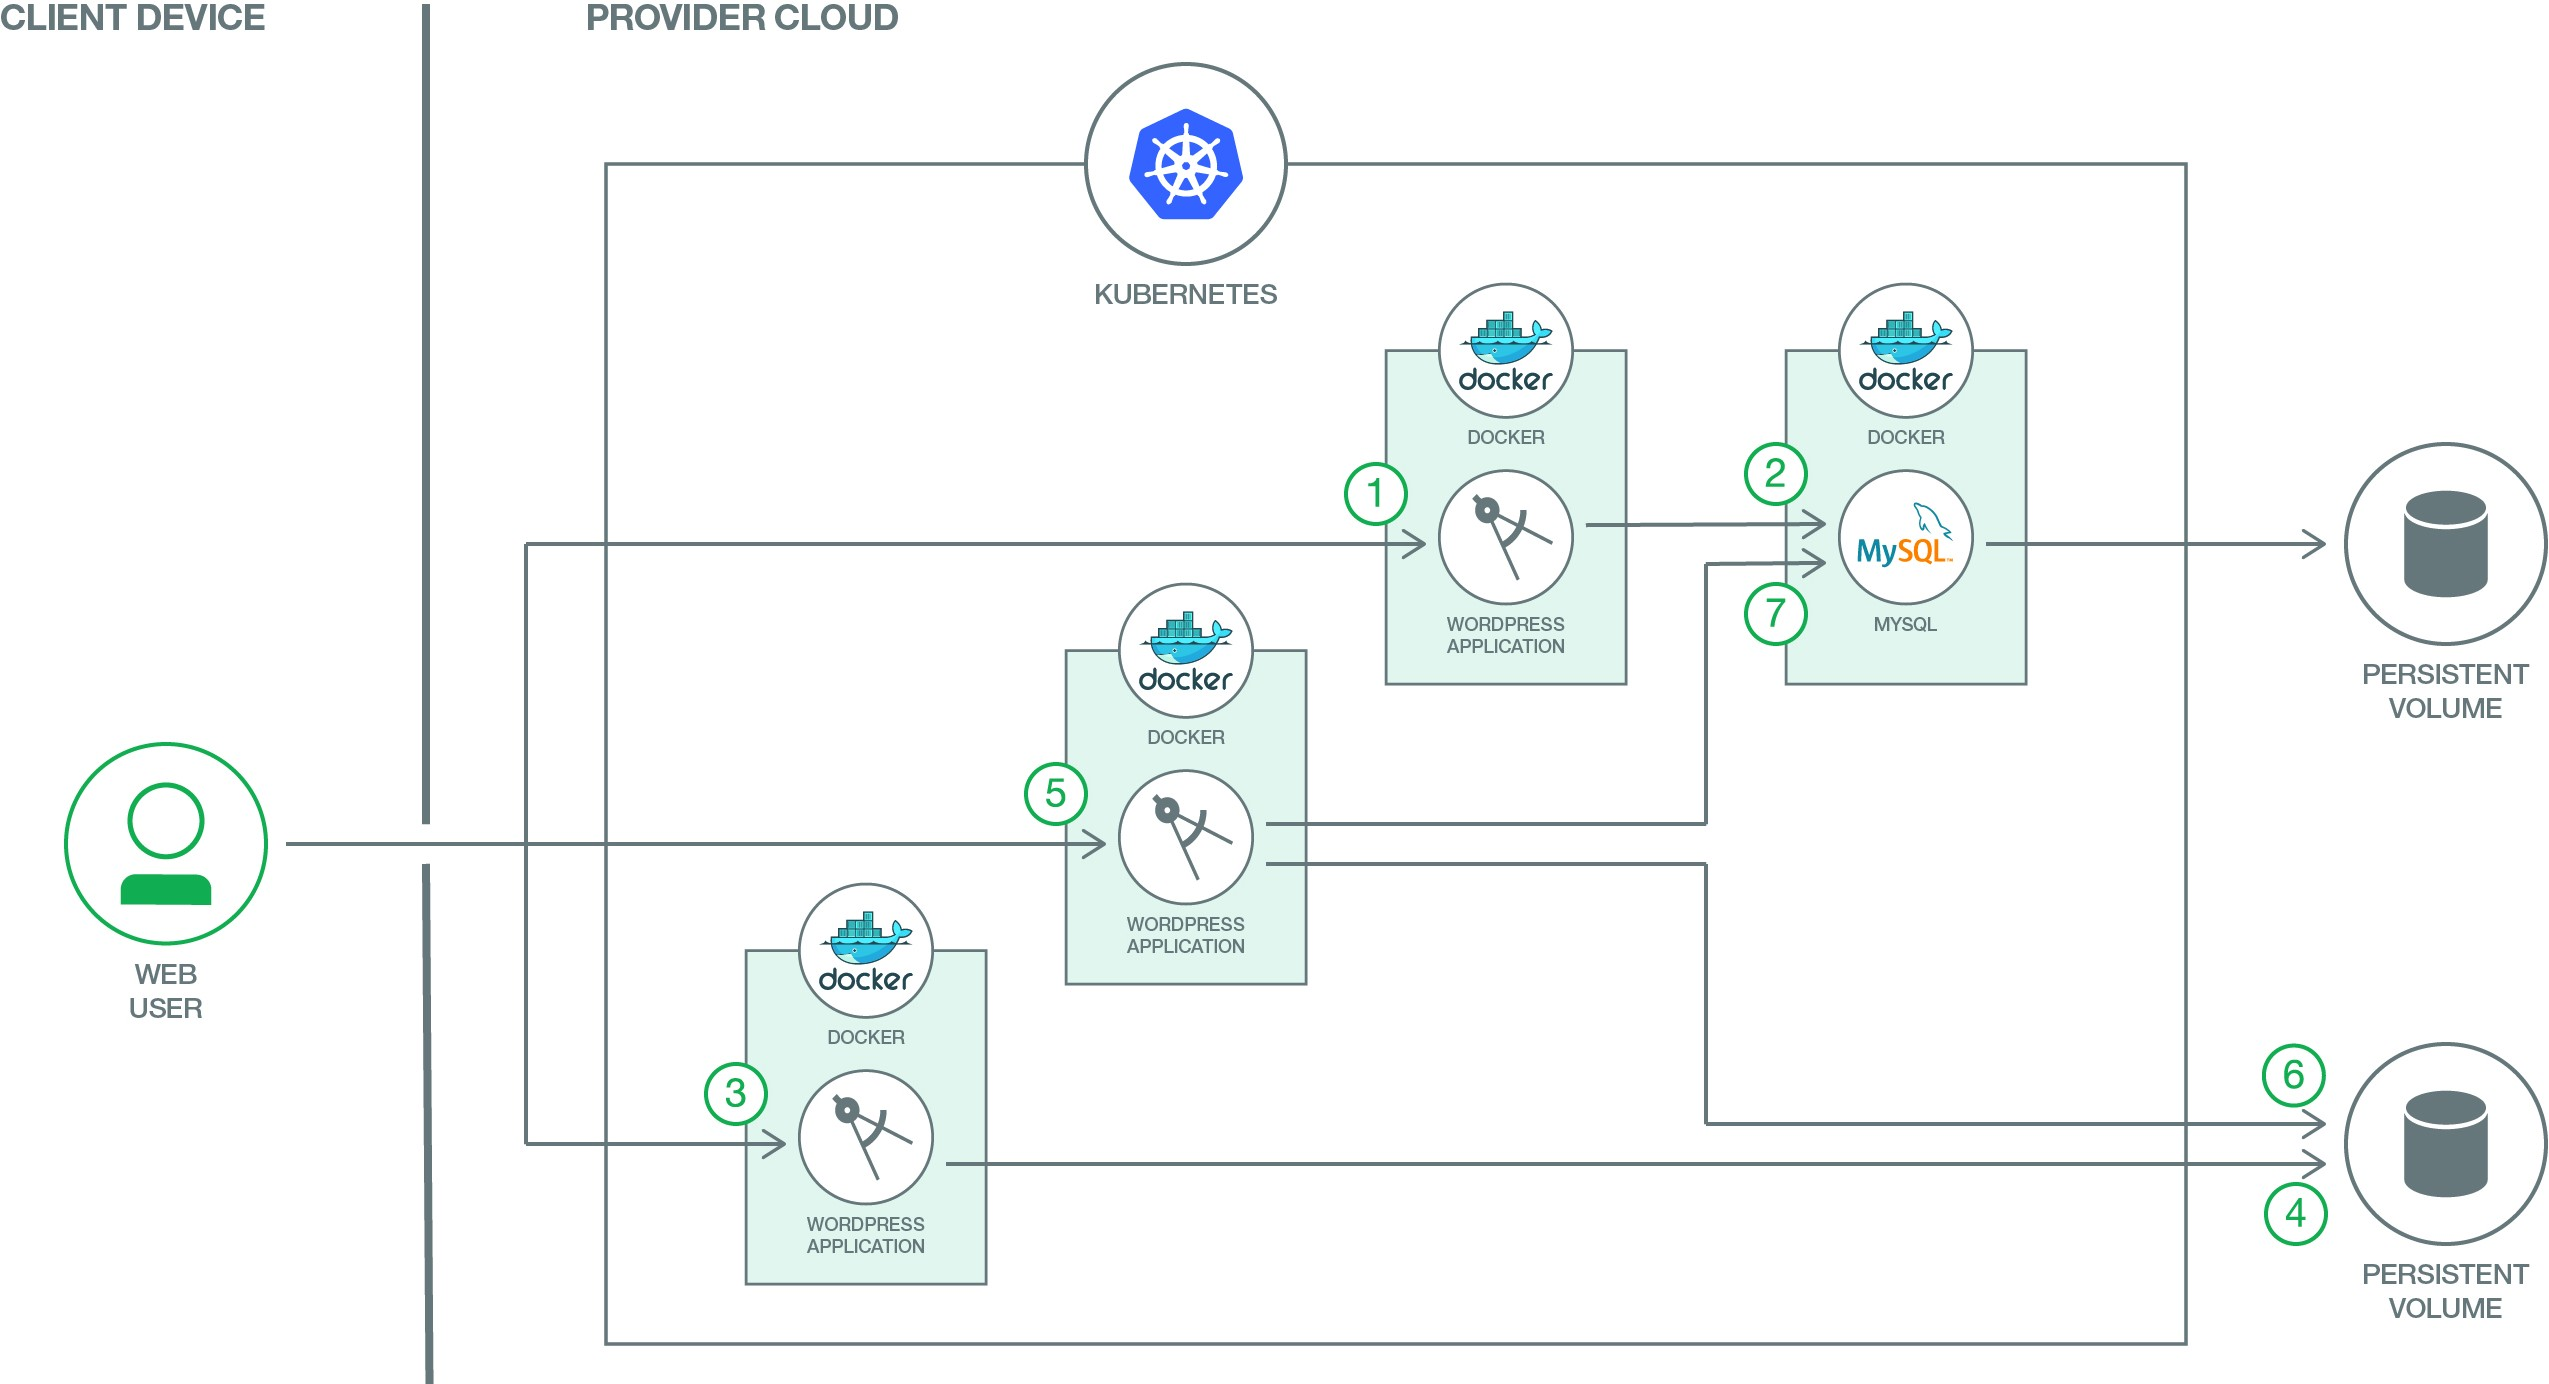 CLIENT DEVICE
PROVIDER CLOUD
KUBERNETES
docker
DOCKER
1
WORDPRESS
APPLICATION
docker
DOCKER
2
MySQL
7
MYSQL
PERSISTENT
VOLUME
docker
DOCKER
5
WORDPRESS
APPLICATION
WEB
USER
docker
DOCKER
3
WORDPRESS
APPLICATION
6
4
PERSISTENT
VOLUME